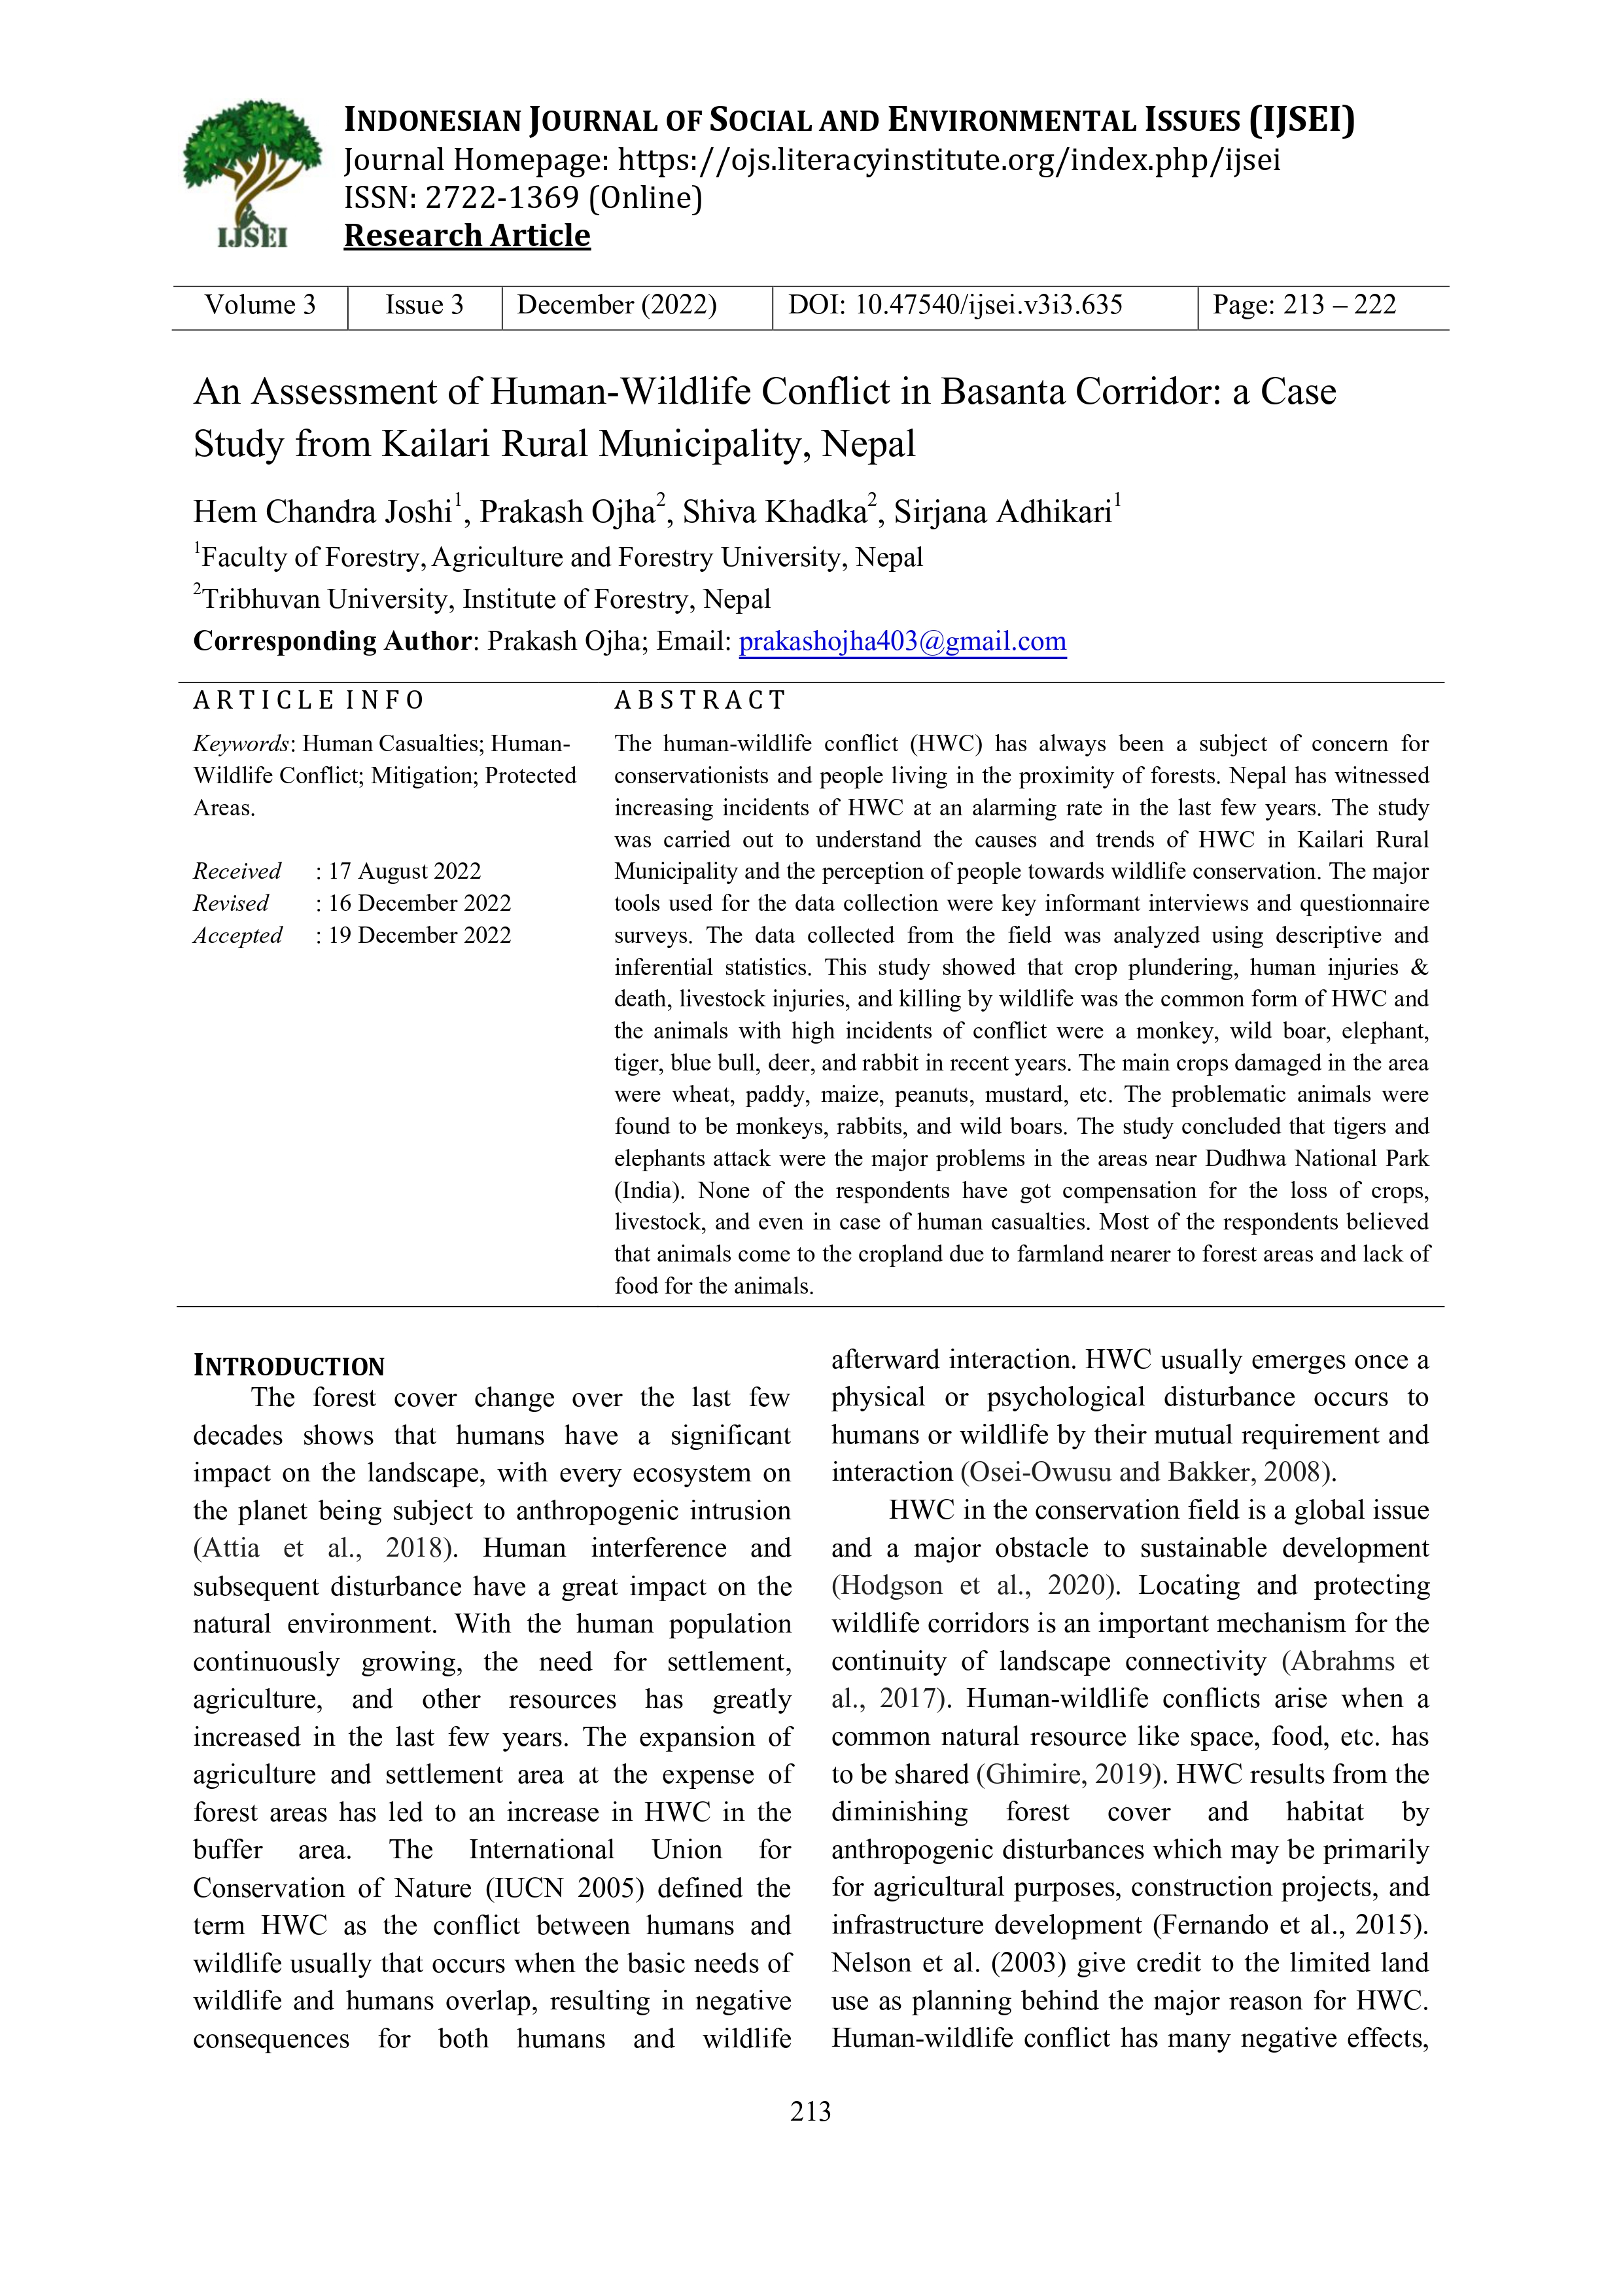 IJSEI
INDONESIAN JOURNAL OF SOCIAL AND ENVIRONMENTAL ISSUES (IJSEI)
Journal Homepage: https://ojs.literacyinstitute.org/index.php/ijsei
ISSN: 2722-1369 (Online)
Research Article
Volume 3 Issue 3 December (2022) DOI: 10.47540/ijsei.v3i3.635 Page: 213 – 222
An Assessment of Human-Wildlife Conflict in Basanta Corridor: a Case
Study from Kailari Rural Municipality, Nepal
Hem Chandra Joshi1, Prakash Ojha2, Shiva Khadka2, Sirjana Adhikari1
1Faculty of Forestry, Agriculture and Forestry University, Nepal
2Tribhuvan University, Institute of Forestry, Nepal
Corresponding Author: Prakash Ojha; Email: prakashojha403@gmail.com
A R T I C L E I N F O
Keywords: Human Casualties; Human-
Wildlife Conflict; Mitigation; Protected
Areas.
Received : 17 August 2022
Revised : 16 December 2022
Accepted : 19 December 2022
A B S T R A C T
The human-wildlife conflict (HWC) has always been a subject of concern for
conservationists and people living in the proximity of forests. Nepal has witnessed
increasing incidents of HWC at an alarming rate in the last few years. The study
was carried out to understand the causes and trends of HWC in Kailari Rural
Municipality and the perception of people towards wildlife conservation. The major
tools used for the data collection were key informant interviews and questionnaire
surveys. The data collected from the field was analyzed using descriptive and
inferential statistics. This study showed that crop plundering, human injuries &
death, livestock injuries, and killing by wildlife was the common form of HWC and
the animals with high incidents of conflict were a monkey, wild boar, elephant,
tiger, blue bull, deer, and rabbit in recent years. The main crops damaged in the area
were wheat, paddy, maize, peanuts, mustard, etc. The problematic animals were
found to be monkeys, rabbits, and wild boars. The study concluded that tigers and
elephants attack were the major problems in the areas near Dudhwa National Park
(India). None of the respondents have got compensation for the loss of crops,
livestock, and even in case of human casualties. Most of the respondents believed
that animals come to the cropland due to farmland nearer to forest areas and lack of
food for the animals.
INTRODUCTION
The forest cover change over the last few
decades shows that humans have a significant
impact on the landscape, with every ecosystem on
the planet being subject to anthropogenic intrusion
(Attia et al., 2018). Human interference and
subsequent disturbance have a great impact on the
natural environment. With the human population
continuously growing, the need for settlement,
agriculture, and other resources has greatly
increased in the last few years. The expansion of
agriculture and settlement area at the expense of
forest areas has led to an increase in HWC in the
buffer area. The International Union for
Conservation of Nature (IUCN 2005) defined the
term HWC as the conflict between humans and
wildlife usually that occurs when the basic needs of
wildlife and humans overlap, resulting in negative
consequences for both humans and wildlife
afterward interaction. HWC usually emerges once a
physical or psychological disturbance occurs to
humans or wildlife by their mutual requirement and
interaction (Osei-Owusu and Bakker, 2008).
HWC in the conservation field is a global issue
and a major obstacle to sustainable development
(Hodgson et al., 2020). Locating and protecting
wildlife corridors is an important mechanism for the
continuity of landscape connectivity (Abrahms et
al., 2017). Human-wildlife conflicts arise when a
common natural resource like space, food, etc. has
to be shared (Ghimire, 2019). HWC results from the
diminishing forest cover and habitat by
anthropogenic disturbances which may be primarily
for agricultural purposes, construction projects, and
infrastructure development (Fernando et al., 2015).
Nelson et al. (2003) give credit to the limited land
use as planning behind the major reason for HWC.
Human-wildlife conflict has many negative effects,
213